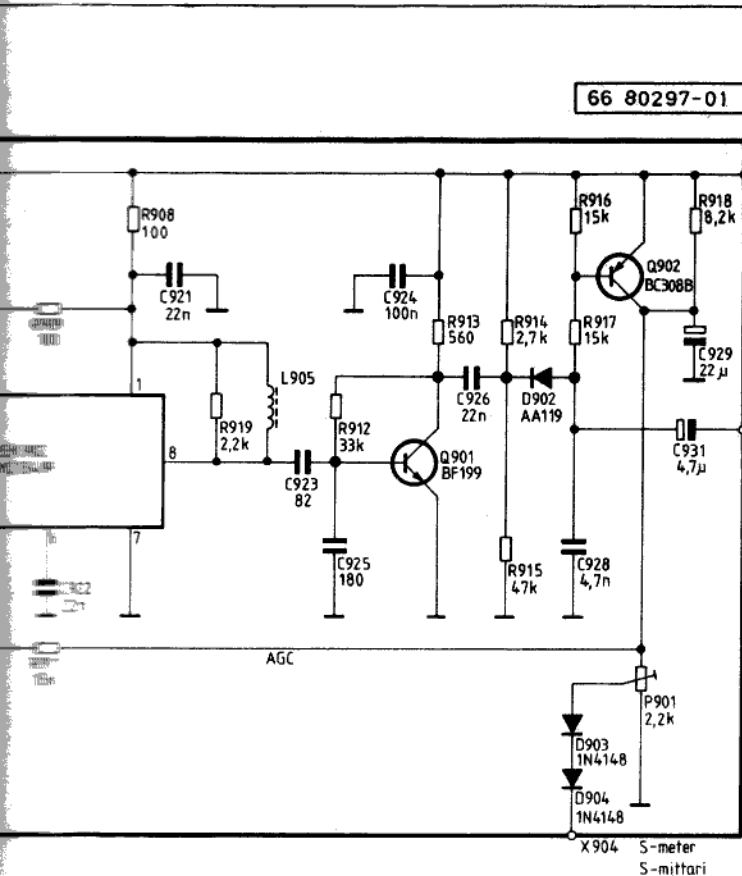 66 80297-01
R908
100
C921
22n
C924
100n
R913
560
R914
2,7k
R916
15k
R917
15k
Q902
BC308B
R918
8,2k
C929
22µ
1
L905
R919
2,2k
8
C923
82
R912
33k
C926
22n
D902
AA119
Q901
BF199
C931
4,7µ
7
C925
180
R915
47k
C928
4,7n
AGC
P901
2,2k
D903
1N4148
D904
1N4148
X904
S-meter
S-mittari